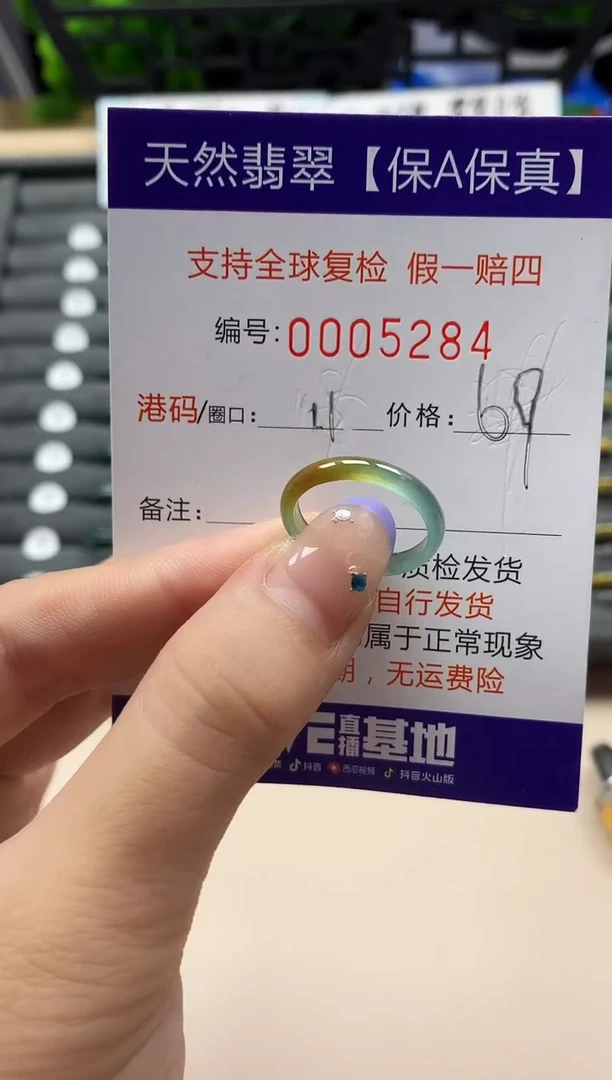 天然翡翠【保A保真】
支持全球复检 假一赔四
编号:0005284
港码/圈口: 11 价格: 69
备注:
质检发货
自行发货
属于正常现象
期，无运费险
E直播基地
抖音 西瓜视频 抖音火山版